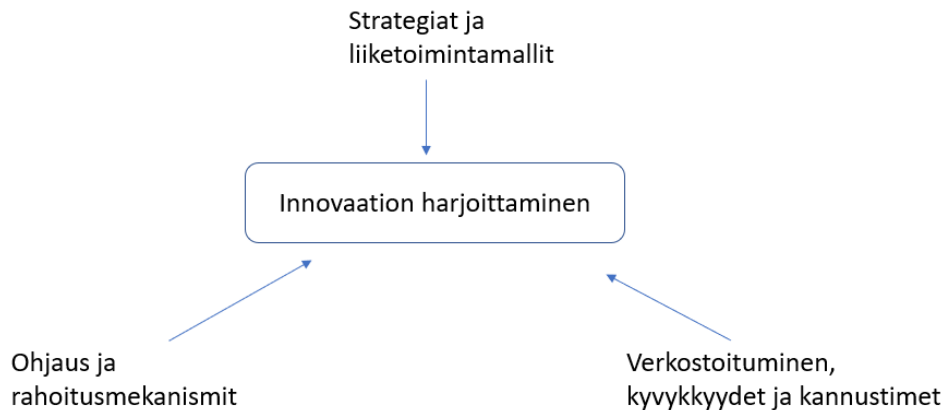 Strategiat ja
liiketoimintamallit
Innovaation harjoittaminen
Ohjaus ja
rahoitusmekanismit
Verkostoituminen,
kyvykkyydet ja kannustimet